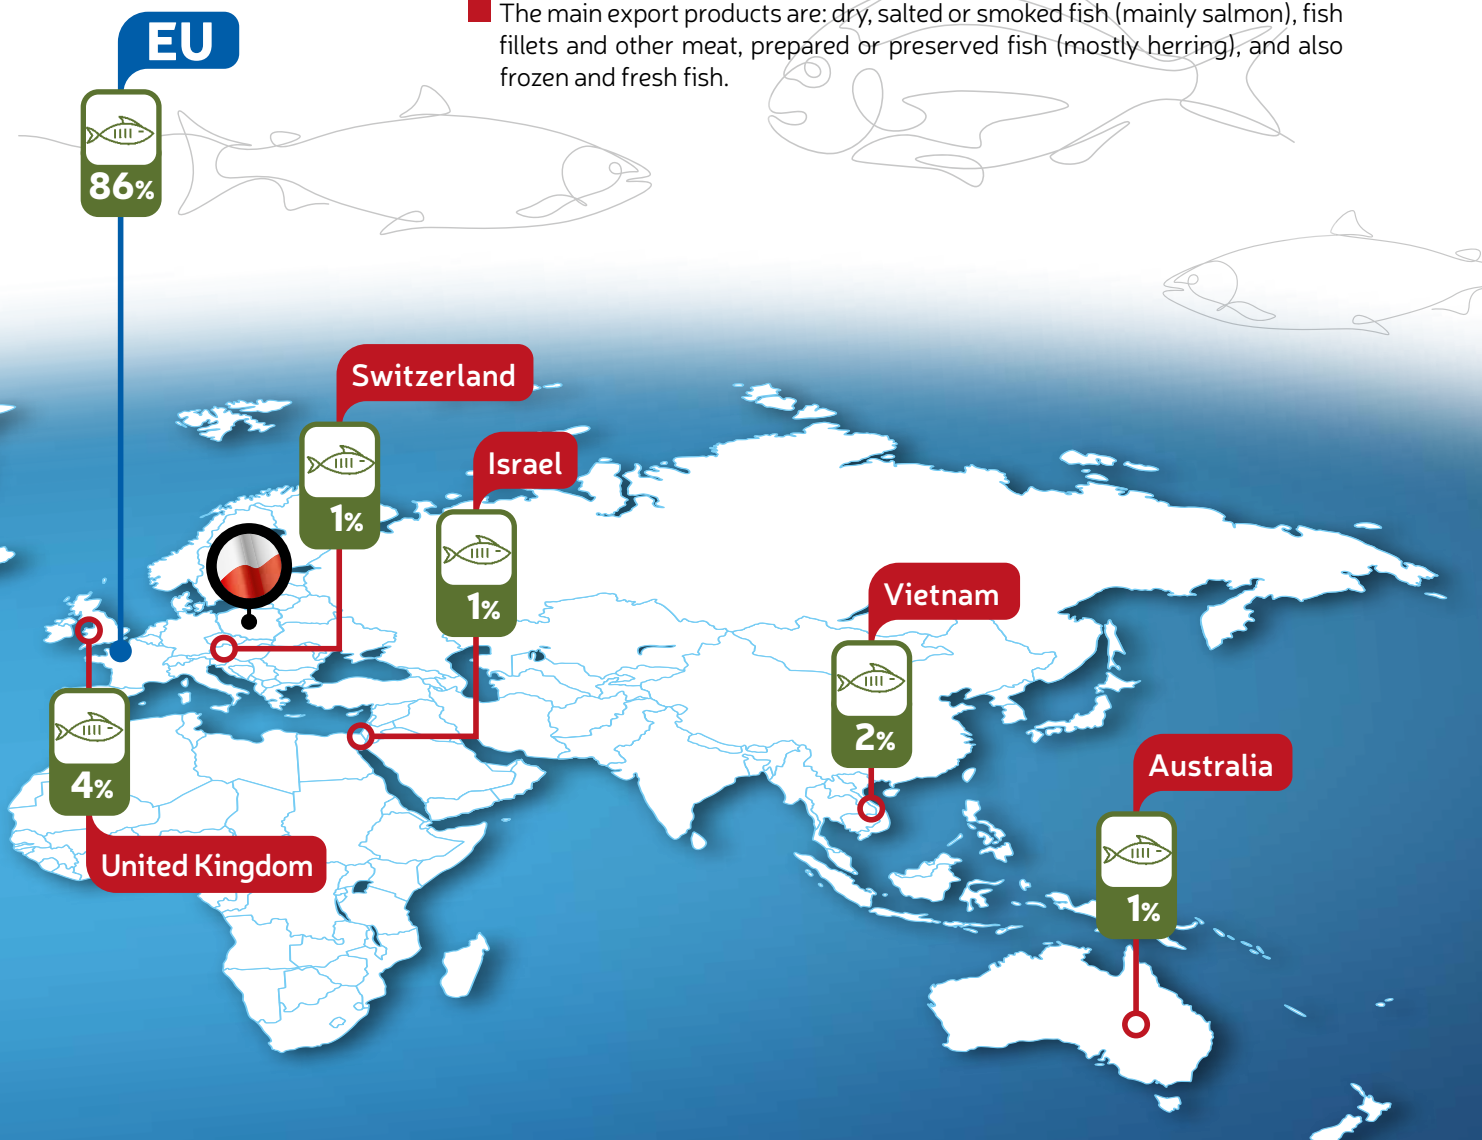 The main export products are: dry, salted or smoked fish (mainly salmon), fish
fillets and other meat, prepared or preserved fish (mostly herring), and also
frozen and fresh fish.
EU
86%
Switzerland
1%
Israel
1%
Vietnam
2%
Australia
1%
4%
United Kingdom